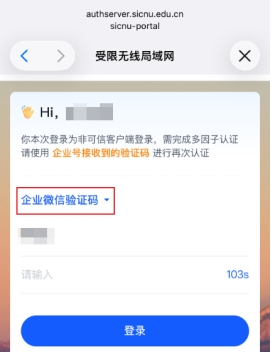 authserver.sicnu.edu.cn
sicnu-portal
受限无线局域网
Hi，
你本次登录为非可信客户端登录，需完成多因子认证
请使用 企业号接收到的验证码 进行再次认证
企业微信验证码
请输入
103s
登录